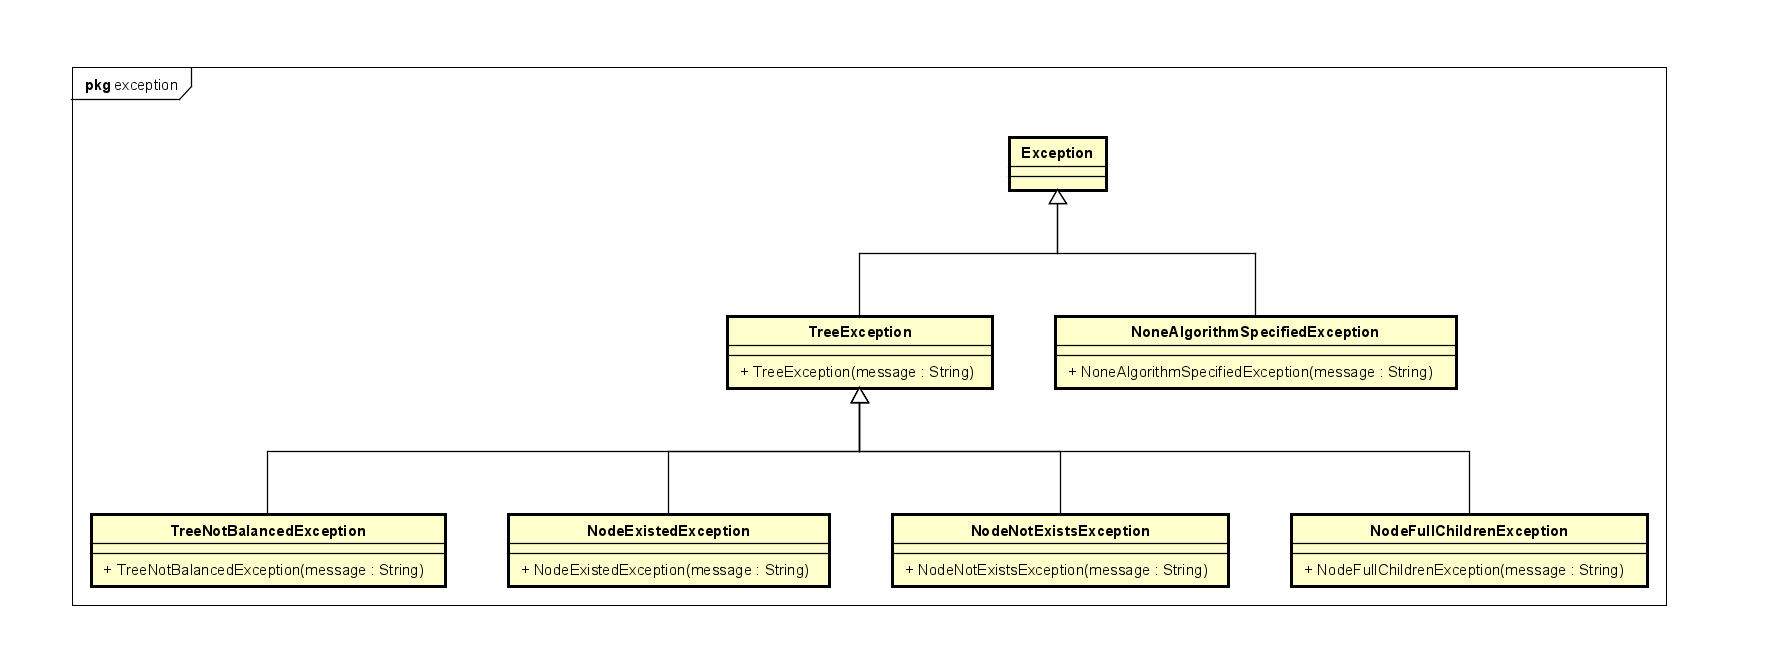 pkg exception
Exception
TreeException
+ TreeException(message : String)
NoneAlgorithmSpecifiedException
+ NoneAlgorithmSpecifiedException(message : String)
TreeNotBalancedException
+ TreeNotBalancedException(message : String)
NodeExistedException
+ NodeExistedException(message : String)
NodeNotExistsException
+ NodeNotExistsException(message : String)
NodeFullChildrenException
+ NodeFullChildrenException(message : String)